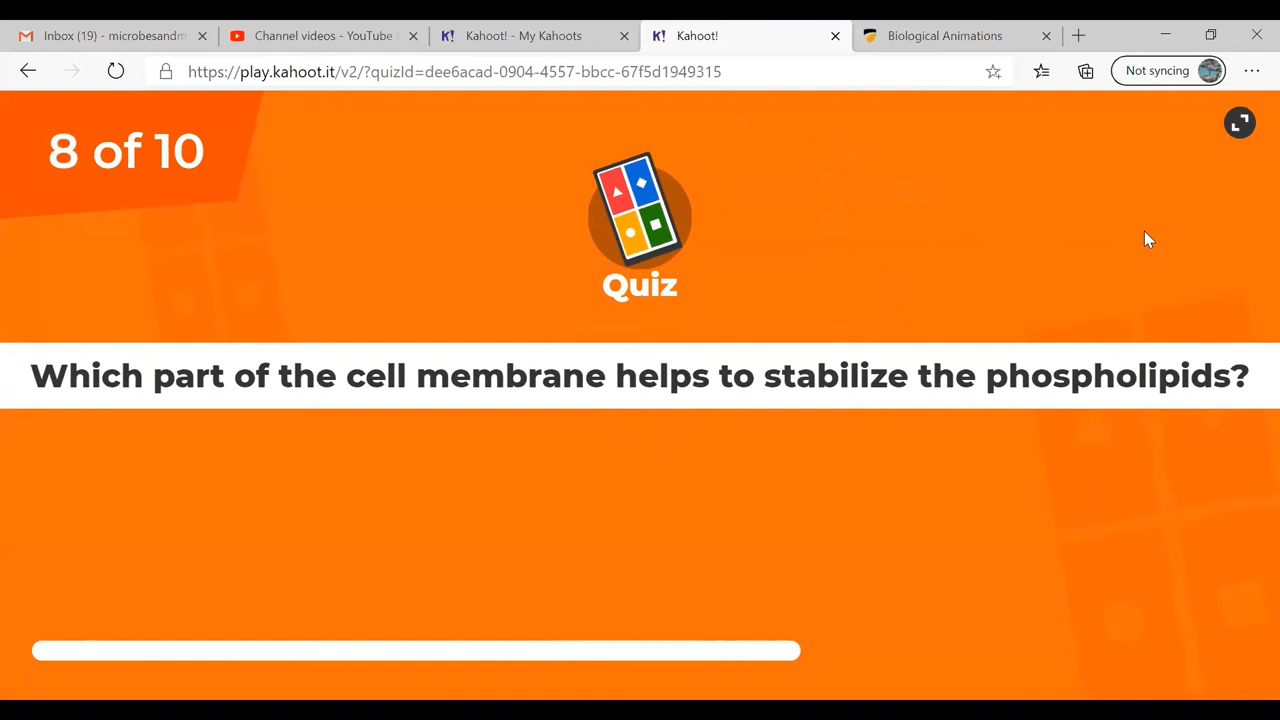 Inbox (19) - microbesandm
Channel videos - YouTube
Kahoot! - My Kahoots
Kahoot!
Biological Animations
https://play.kahoot.it/v2/?quizId=dee6acad-0904-4557-bbcc-67f5d1949315
Not syncing
8 of 10
Quiz
Which part of the cell membrane helps to stabilize the phospholipids?